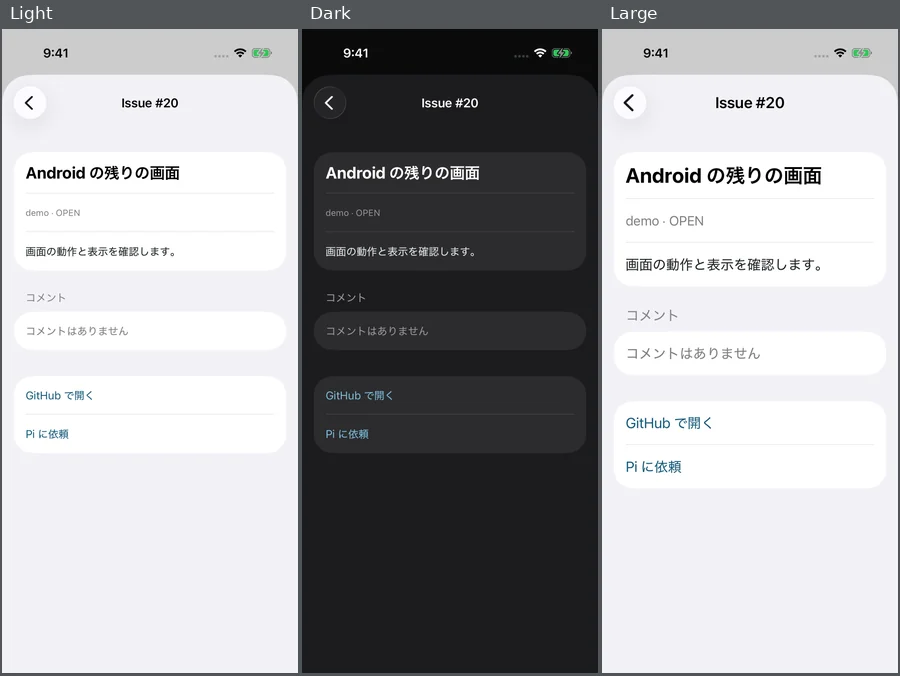 Light
9:41
Issue #20
Android の残りの画面
demo · OPEN
画面の動作と表示を確認します。
コメント
コメントはありません
GitHub で開く
Pi に依頼
Dark
9:41
Issue #20
Android の残りの画面
demo · OPEN
画面の動作と表示を確認します。
コメント
コメントはありません
GitHub で開く
Pi に依頼
Large
9:41
Issue #20
Android の残りの画面
demo · OPEN
画面の動作と表示を確認します。
コメント
コメントはありません
GitHub で開く
Pi に依頼